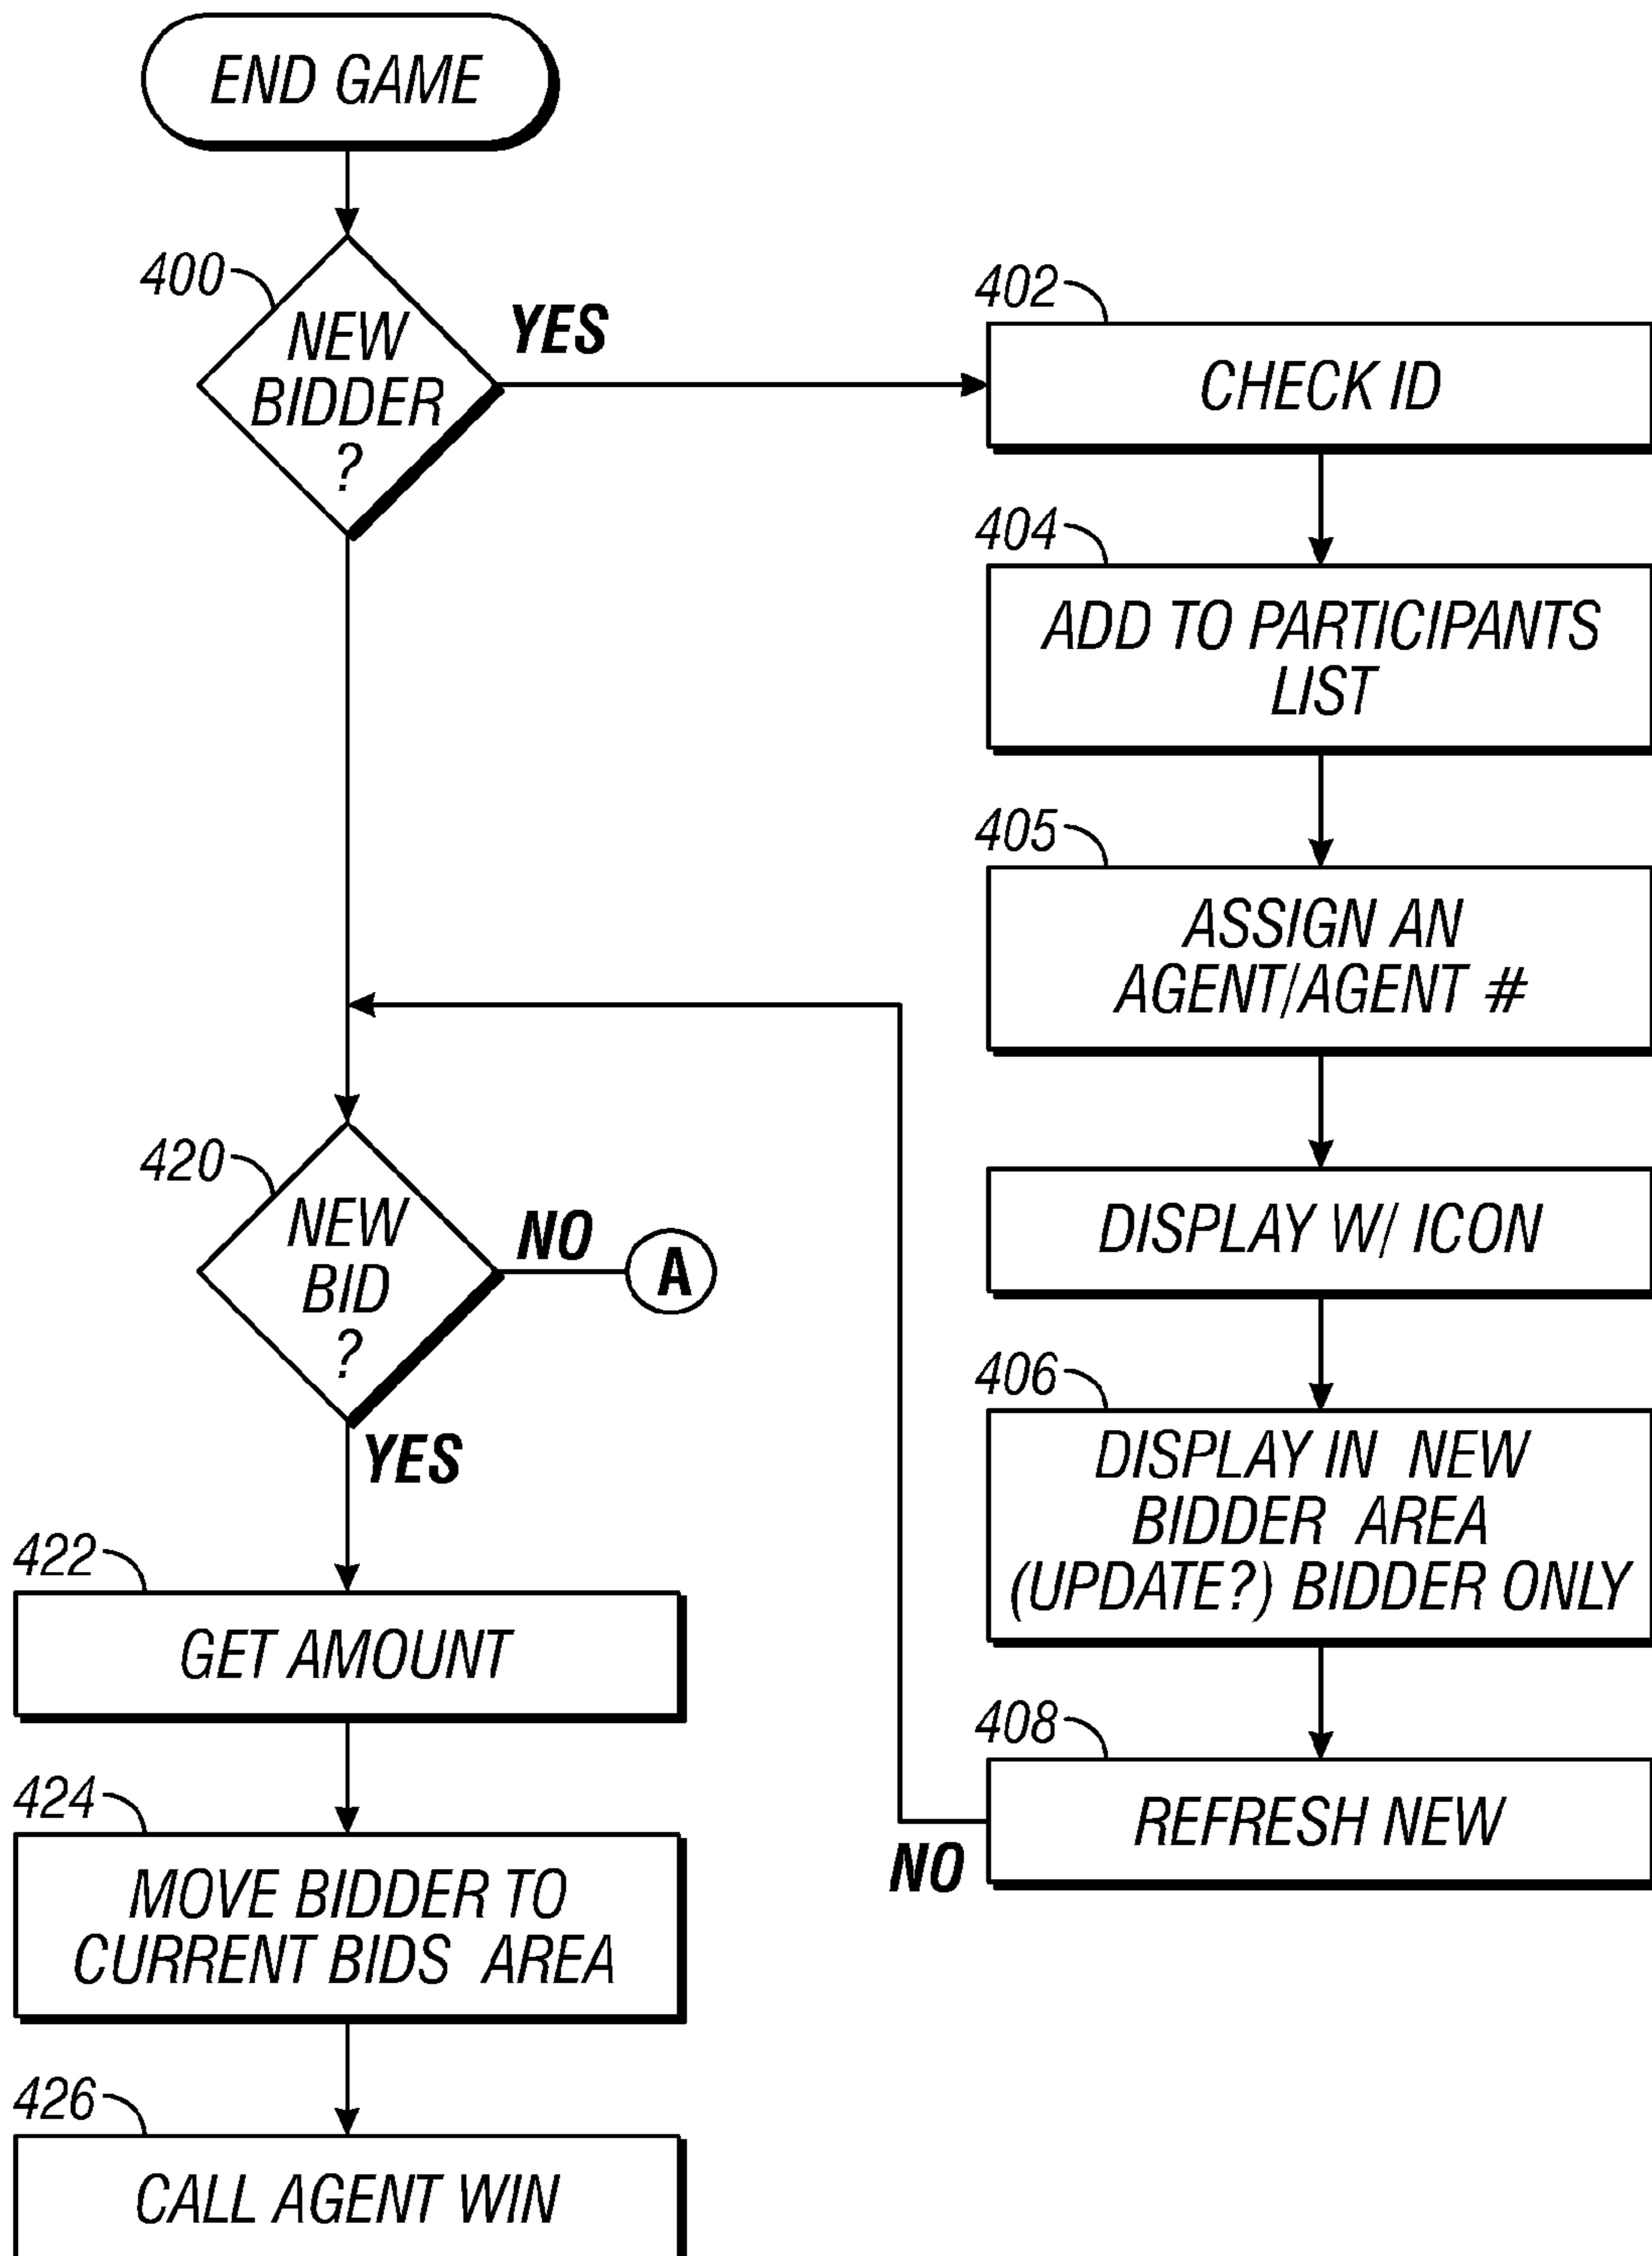 END GAME
400
NEW
BIDDER
?
YES
402
CHECK ID
404
ADD TO PARTICIPANTS
LIST
405
ASSIGN AN
AGENT/AGENT #
DISPLAY W/ ICON
406
DISPLAY IN NEW
BIDDER AREA
(UPDATE?) BIDDER ONLY
408
REFRESH NEW
NO
420
NEW
BID
?
NO
A
YES
422
GET AMOUNT
424
MOVE BIDDER TO
CURRENT BIDS AREA
426
CALL AGENT WIN